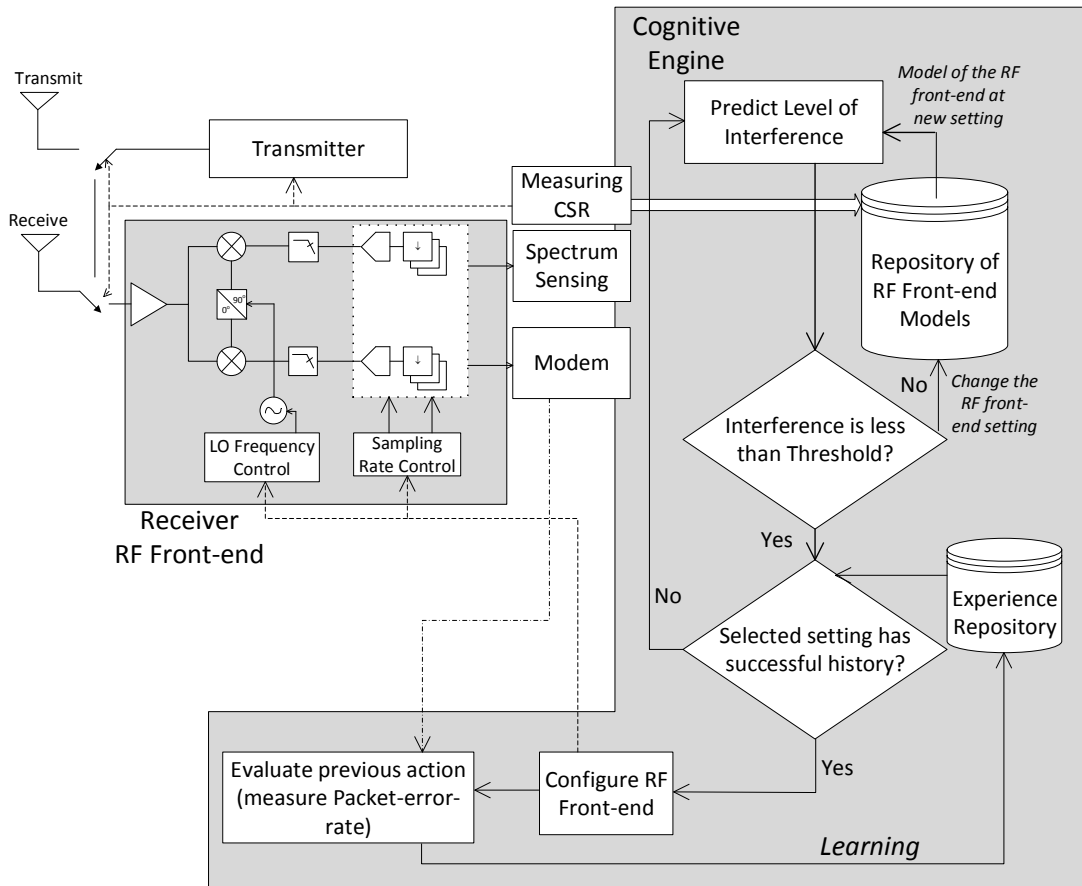 Cognitive
Engine
Transmit
Model of the RF
front-end at
new setting
Predict Level of
Interference
Transmitter
Measuring
CSR
Receive
Spectrum
Sensing
↓
90°
0°
Repository of
RF Front-end
Models
Modem
↓
No
Change the
RF front-
end setting
Interference is less
than Threshold?
LO Frequency
Control
Sampling
Rate Control
Receiver
RF Front-end
Yes
No
Experience
Repository
Selected setting has
successful history?
Yes
Evaluate previous action
(measure Packet-error-
rate)
Configure RF
Front-end
Learning